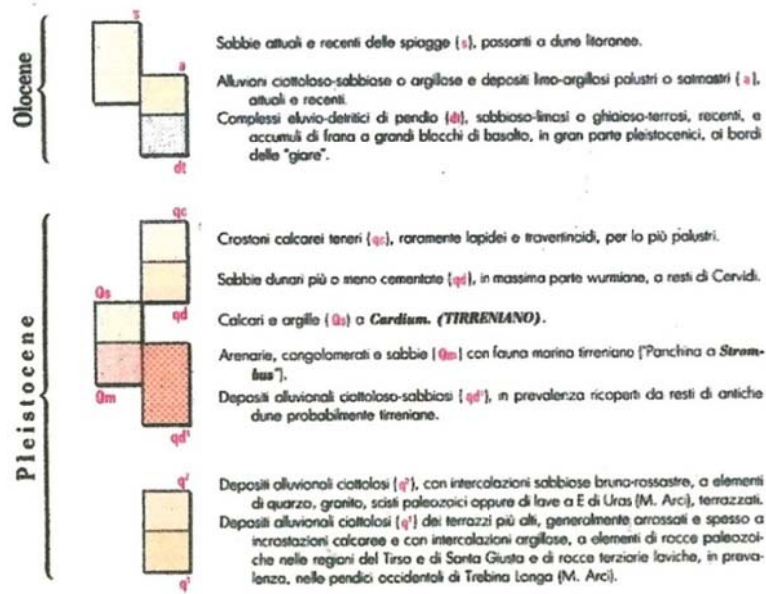 Olocene
s
Sabbie attuali e recenti delle spiagge (s), passanti a dune litoranee.
a
Alluvioni ciottoloso-sabbiose o argillose e depositi limo-argillosi palustri o salmastri (a),
attuali e recenti.
Complessi eluvio-detritici di pendio (dt), sabbioso-limosi o ghiaioso-terrosi, recenti, e
accumuli di frana a grandi blocchi di basalto, in gran parte pleistocenici, ai bordi
delle "giare".
dt
Pleistocene
qc
Crostoni calcarei teneri (qc), raramente lapidei e travertinoidi, per lo più palustri.
Sabbie dunari più o meno cementate (qd), in massima parte wurmiane, a resti di Cervidi.
Qs
qd
Calcari e argille (Qs) a Cardium. (TIRRENIANO).
Arenarie, congolomerati e sabbie (Qm) con fauna marina tirreniana ["Panchina a Strom-
bus"].
Qm
Depositi alluvionali ciottoloso-sabbiosi (qd¹), in prevalenza ricoperti da resti di antiche
dune probabilmente tirreniane.
qd¹
q²
Depositi alluvionali ciottolosi (q²), con intercalazioni sabbiose bruno-rossastre, a elementi
di quarzo, granito, scisti paleozoici oppure di lave a E di Uras (M. Arci), terrazzati.
Depositi alluvionali ciottolosi (q¹) dei terrazzi più alti, generalmente arrossati e spesso a
incrostazioni calcaree e con intercalazioni argillose, a elementi di rocce paleozoi-
che nelle regioni del Tirso e di Santa Giusta e di rocce terziarie laviche, in preva-
lenza, nelle pendici occidentali di Trebina Longa (M. Arci).
q¹